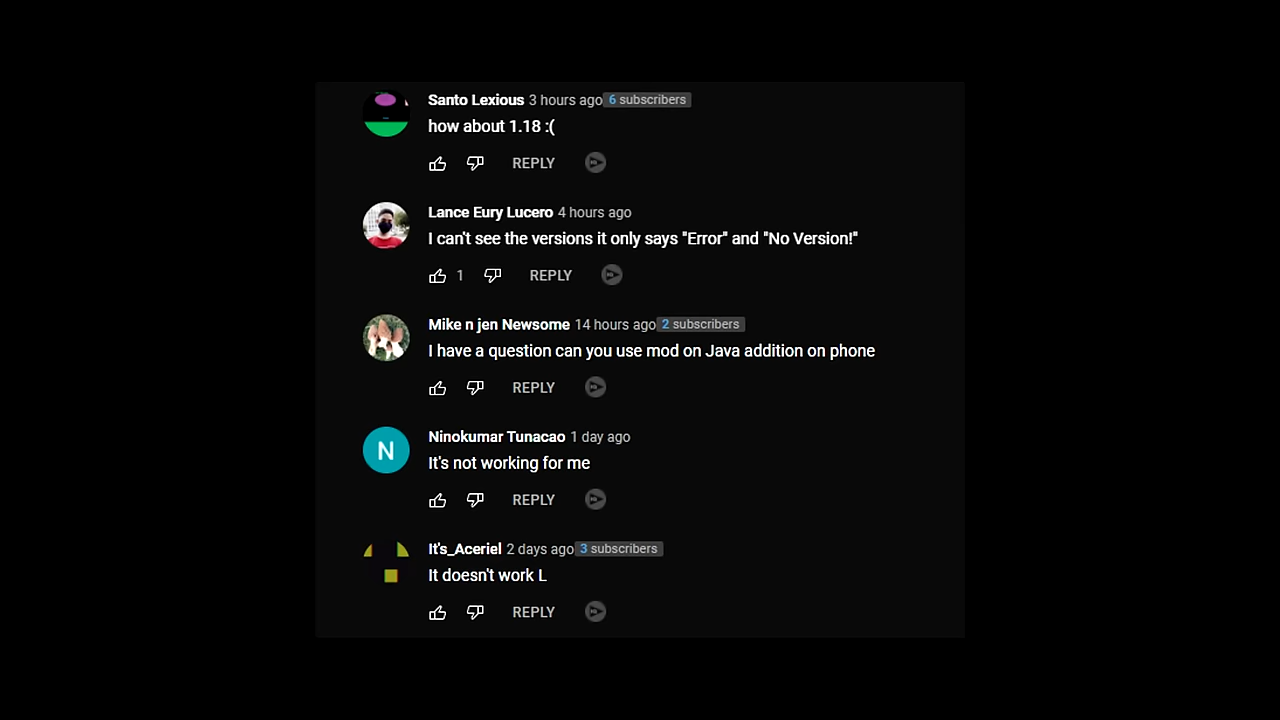 Santo Lexious 3 hours ago 6 subscribers
how about 1.18 :(
REPLY
Lance Eury Lucero 4 hours ago
I can't see the versions it only says "Error" and "No Version!"
1 REPLY
Mike n jen Newsome 14 hours ago 2 subscribers
I have a question can you use mod on Java addition on phone
REPLY
N
Ninokumar Tunacao 1 day ago
It's not working for me
REPLY
It's_Aceriel 2 days ago 3 subscribers
It doesn't work L
REPLY